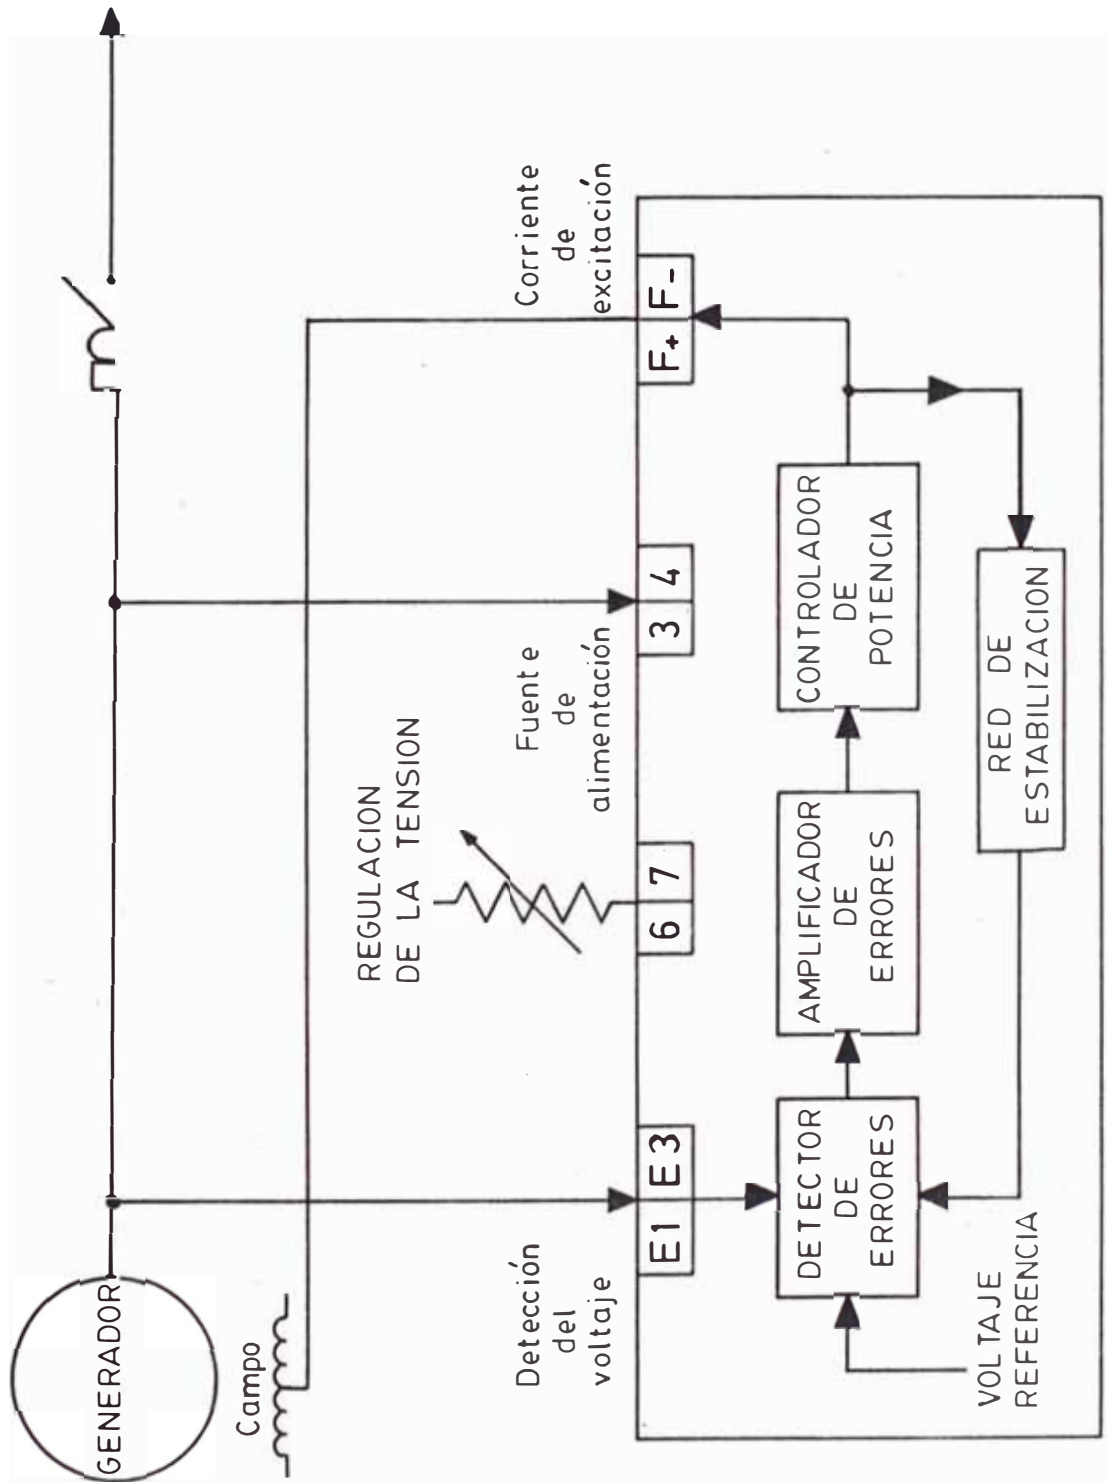 GENERADOR
Campo
REGULACION
DE LA TENSION
Detección
del
voltaje
Fuente
de
alimentación
Corriente
de
excitación
E1 E3
6 7
3 4
F+ F-
DETECTOR
DE
ERRORES
AMPLIFICADOR
DE
ERRORES
CONTROLADOR
DE
POTENCIA
VOLTAJE
REFERENCIA
RED DE
ESTABILIZACION